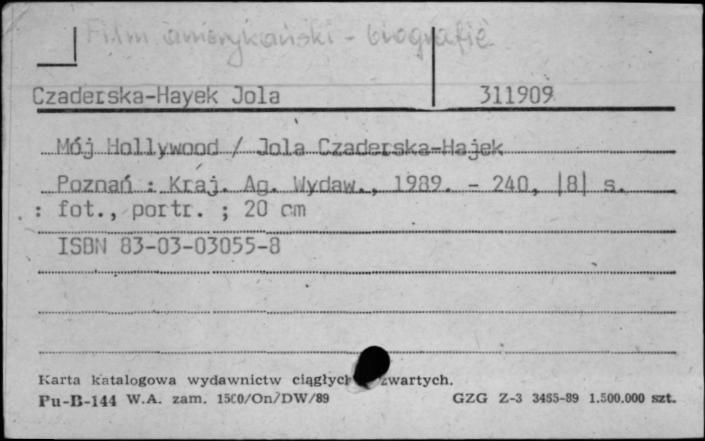 Film amerykański - biografie
Czaderska-Hayek Jola 311909
Mój Hollywood / Jola Czaderska-Hajek
Poznań : Kraj. Ag. Wydaw., 1989. - 240, |8| s.
: fot., portr. ; 20 cm
ISBN 83-03-03055-8
Karta katalogowa wydawnictw ciągłych zwartych.
Pu-B-144 W.A. zam. 1500/On/DW/89 GZG Z-3 3485-89 1.500.000 szt.